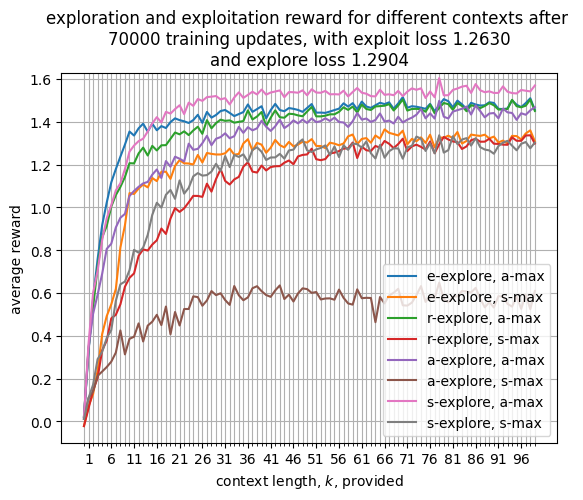 exploration and exploitation reward for different contexts after
70000 training updates, with exploit loss 1.2630
and explore loss 1.2904
1.6
1.4
1.2
1.0
0.8
0.6
0.4
0.2
0.0
average reward
e-explore, a-max
e-explore, s-max
r-explore, a-max
r-explore, s-max
a-explore, a-max
a-explore, s-max
s-explore, a-max
s-explore, s-max
1 6 11 16 21 26 31 36 41 46 51 56 61 66 71 76 81 86 91 96
context length, k, provided